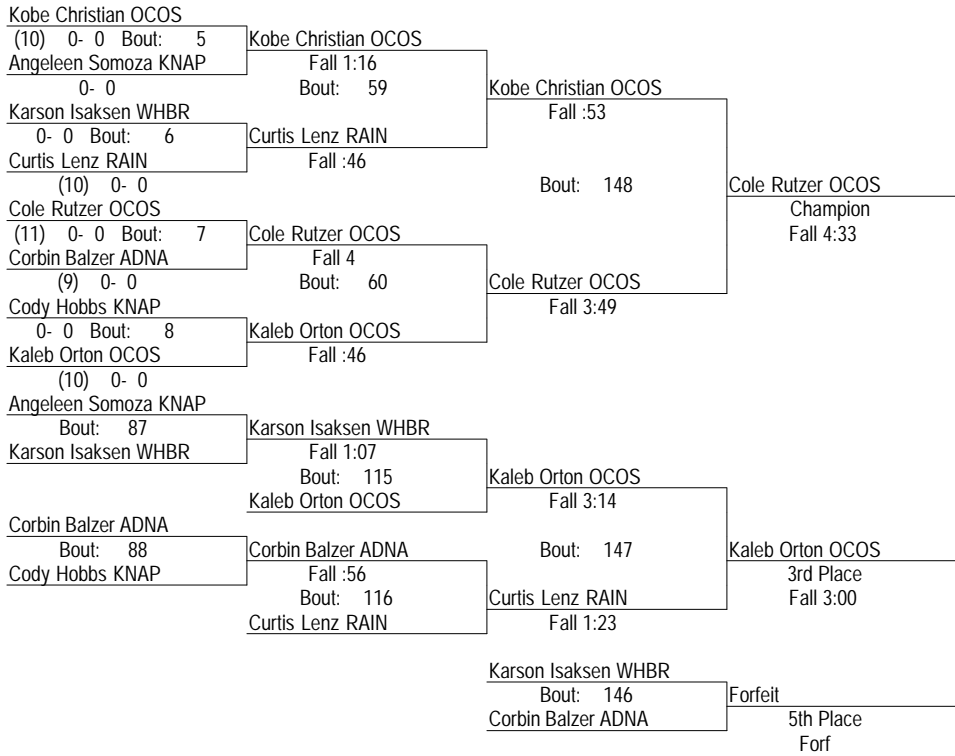 Kobe Christian OCOS
(10) 0- 0 Bout: 5
Kobe Christian OCOS
Angeleen Somoza KNAP
Fall 1:16
0- 0
Bout: 59
Kobe Christian OCOS
Karson Isaksen WHBR
Fall :53
0- 0 Bout: 6
Curtis Lenz RAIN
Curtis Lenz RAIN
Fall :46
(10) 0- 0
Bout: 148
Cole Rutzer OCOS
Cole Rutzer OCOS
Champion
(11) 0- 0 Bout: 7
Cole Rutzer OCOS
Fall 4:33
Corbin Balzer ADNA
Fall 4
(9) 0- 0
Bout: 60
Cole Rutzer OCOS
Cody Hobbs KNAP
Fall 3:49
0- 0 Bout: 8
Kaleb Orton OCOS
Kaleb Orton OCOS
Fall :46
(10) 0- 0
Angeleen Somoza KNAP
Bout: 87
Karson Isaksen WHBR
Karson Isaksen WHBR
Fall 1:07
Bout: 115
Kaleb Orton OCOS
Kaleb Orton OCOS
Fall 3:14
Corbin Balzer ADNA
Bout: 88
Corbin Balzer ADNA
Bout: 147
Kaleb Orton OCOS
Cody Hobbs KNAP
Fall :56
3rd Place
Bout: 116
Curtis Lenz RAIN
Fall 3:00
Curtis Lenz RAIN
Fall 1:23
Karson Isaksen WHBR
Bout: 146
Forfeit
Corbin Balzer ADNA
5th Place
Forf